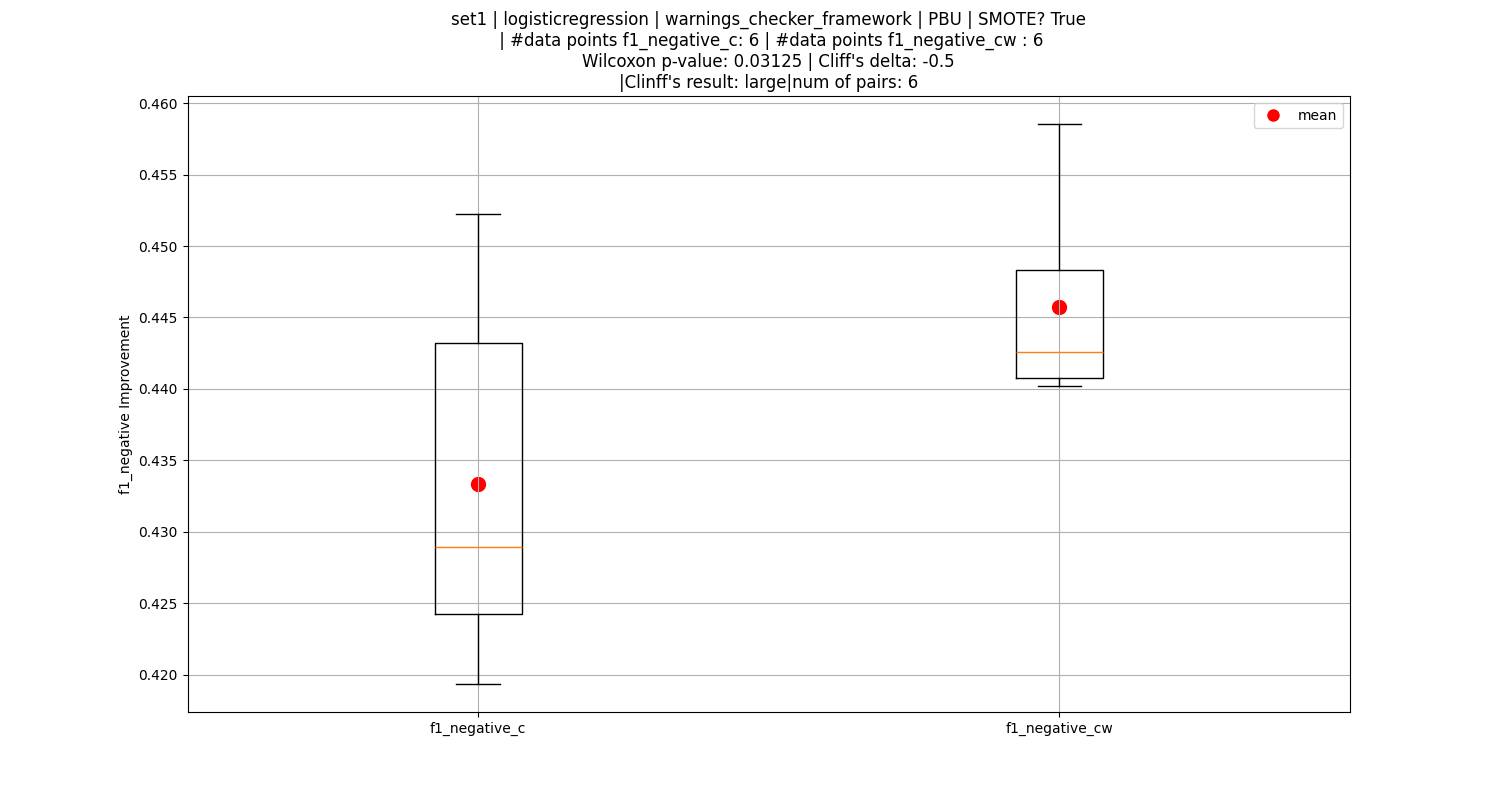 set1 | logisticregression | warnings_checker_framework | PBU | SMOTE? True
| #data points f1_negative_c: 6 | #data points f1_negative_cw : 6
Wilcoxon p-value: 0.03125 | Cliff's delta: -0.5
|Clinff's result: large|num of pairs: 6
mean
0.460
0.455
0.450
0.445
0.440
0.435
0.430
0.425
0.420
f1_negative Improvement
f1_negative_c
f1_negative_cw